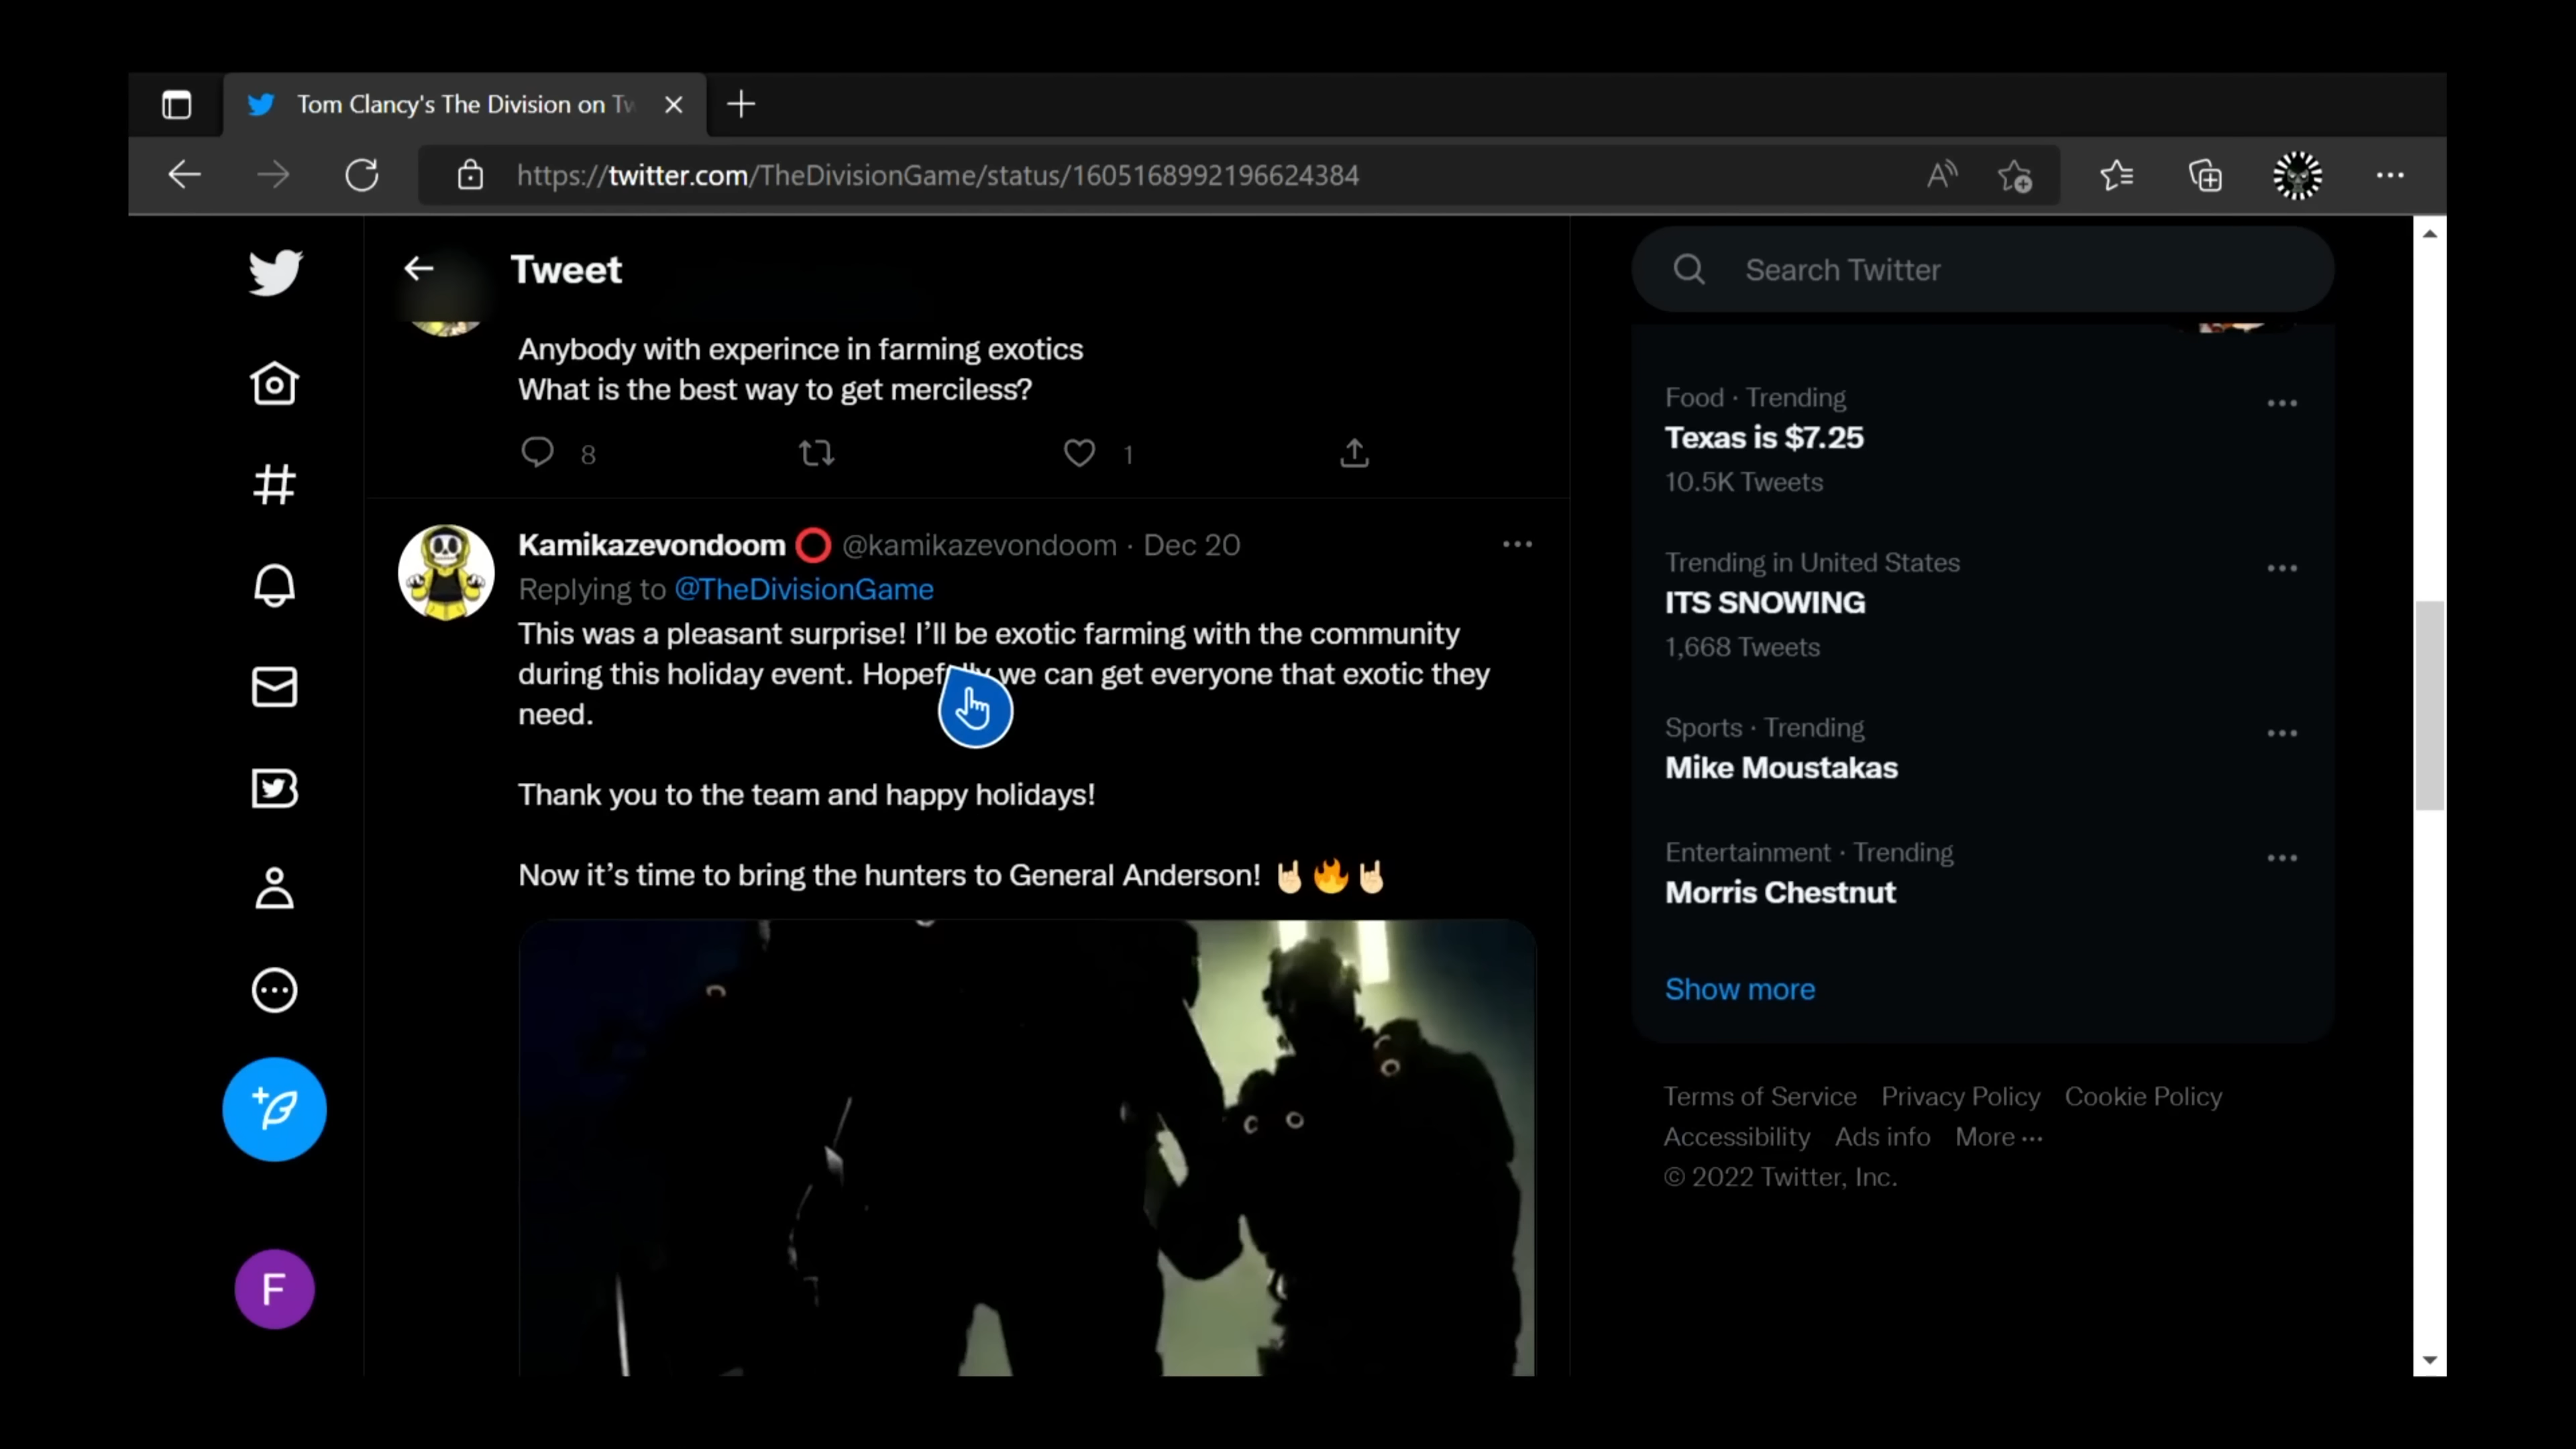 Tom Clancy's The Division on Tw
https://twitter.com/TheDivisionGame/status/1605168992196624384
Tweet
Anybody with experince in farming exotics
What is the best way to get merciless?
8
1
Kamikazevondoom ⭕ @kamikazevondoom · Dec 20
Replying to @TheDivisionGame
This was a pleasant surprise! I’ll be exotic farming with the community
during this holiday event. Hopefully we can get everyone that exotic they
need.
Thank you to the team and happy holidays!
Now it’s time to bring the hunters to General Anderson! 🤘🏻🔥🤘🏻
F
Search Twitter
Food · Trending
Texas is $7.25
10.5K Tweets
Trending in United States
ITS SNOWING
1,668 Tweets
Sports · Trending
Mike Moustakas
Entertainment · Trending
Morris Chestnut
Show more
Terms of Service Privacy Policy Cookie Policy
Accessibility Ads info More ···
© 2022 Twitter, Inc.